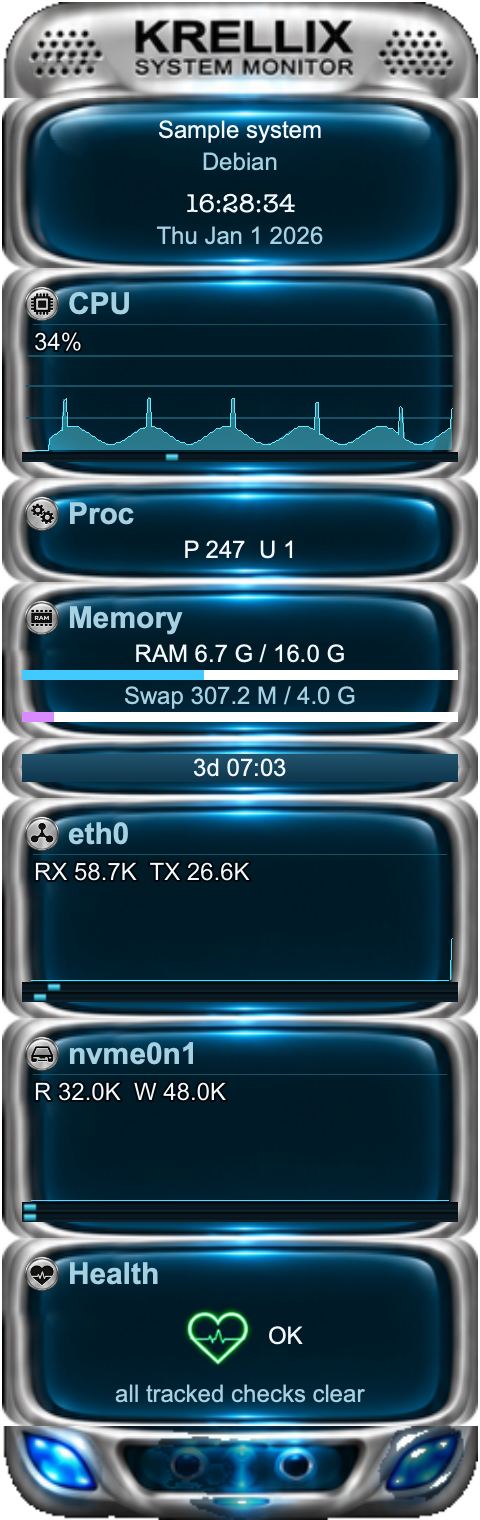 KRELLIX
SYSTEM MONITOR
Sample system
Debian
16:28:34
Thu Jan 1 2026
CPU
34%
Proc
P 247 U 1
RAM
Memory
RAM 6.7 G / 16.0 G
Swap 307.2 M / 4.0 G
3d 07:03
eth0
RX 58.7K TX 26.6K
nvme0n1
R 32.0K W 48.0K
Health
OK
all tracked checks clear